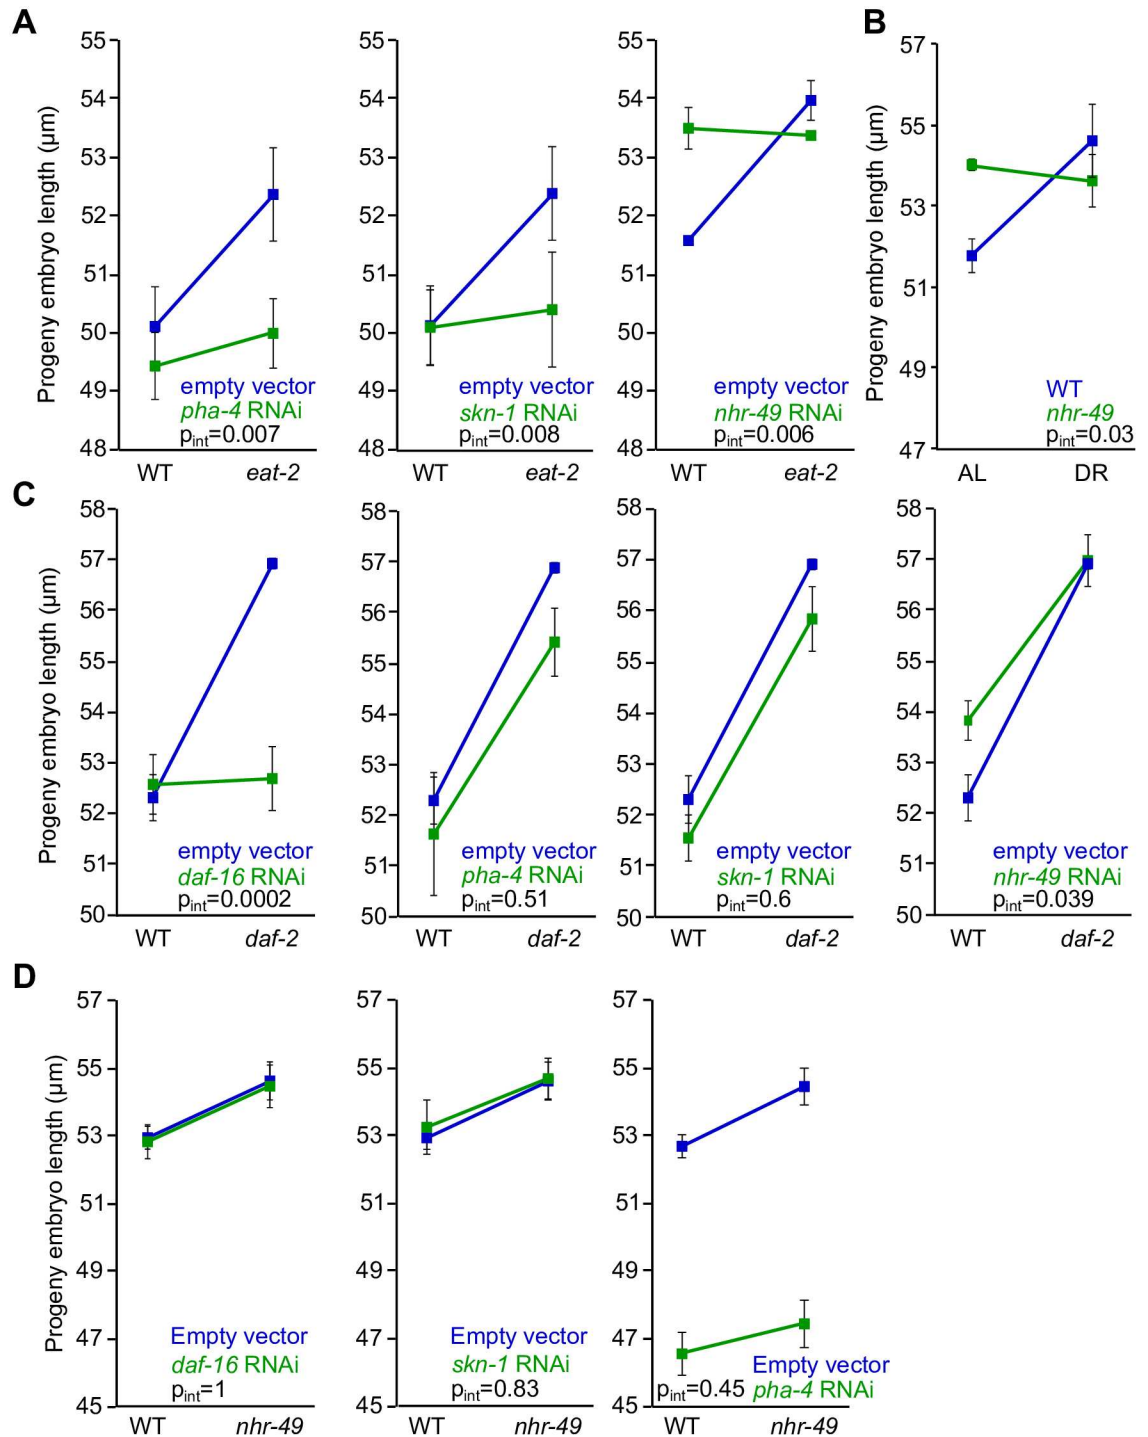 A
Progeny embryo length (µm)
55
54
53
52
51
50
49
48
empty vector
pha-4 RNAi
pint=0.007
WT eat-2
55
54
53
52
51
50
49
48
empty vector
skn-1 RNAi
pint=0.008
WT eat-2
55
54
53
52
51
50
49
48
empty vector
nhr-49 RNAi
pint=0.006
WT eat-2
B
Progeny embryo length (µm)
57
55
53
51
49
47
WT
nhr-49
pint=0.03
AL DR
C
Progeny embryo length (µm)
58
57
56
55
54
53
52
51
50
empty vector
daf-16 RNAi
pint=0.0002
WT daf-2
58
57
56
55
54
53
52
51
50
empty vector
pha-4 RNAi
pint=0.51
WT daf-2
58
57
56
55
54
53
52
51
50
empty vector
skn-1 RNAi
pint=0.6
WT daf-2
58
57
56
55
54
53
52
51
50
empty vector
nhr-49 RNAi
pint=0.039
WT daf-2
D
Progeny embryo length (µm)
57
55
53
51
49
47
45
Empty vector
daf-16 RNAi
pint=1
WT nhr-49
57
55
53
51
49
47
45
Empty vector
skn-1 RNAi
pint=0.83
WT nhr-49
57
55
53
51
49
47
45
Empty vector
pint=0.45 pha-4 RNAi
WT nhr-49